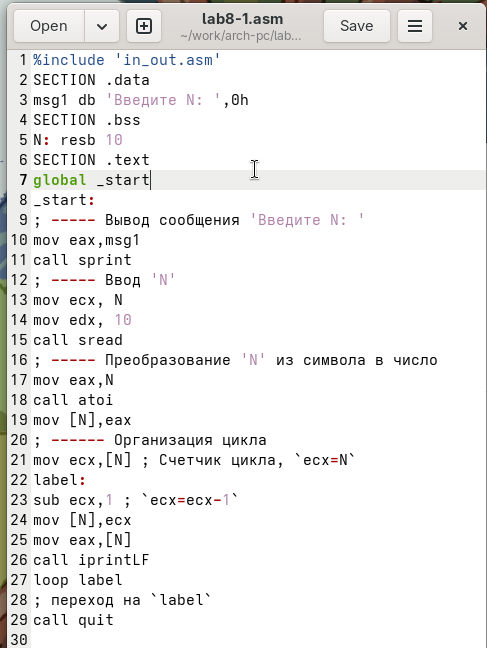 Open
lab8-1.asm
~/work/arch-pc/lab...
Save
1 %include 'in_out.asm'
2 SECTION .data
3 msg1 db 'Введите N: ',0h
4 SECTION .bss
5 N: resb 10
6 SECTION .text
7 global _start
8 _start:
9 ; ----- Вывод сообщения 'Введите N: '
10 mov eax,msg1
11 call sprint
12 ; ----- Ввод 'N'
13 mov ecx, N
14 mov edx, 10
15 call sread
16 ; ----- Преобразование 'N' из символа в число
17 mov eax,N
18 call atoi
19 mov [N],eax
20 ; ------ Организация цикла
21 mov ecx,[N] ; Счетчик цикла, `ecx=N`
22 label:
23 sub ecx,1 ; `ecx=ecx-1`
24 mov [N],ecx
25 mov eax,[N]
26 call iprintLF
27 loop label
28 ; переход на `label`
29 call quit
30